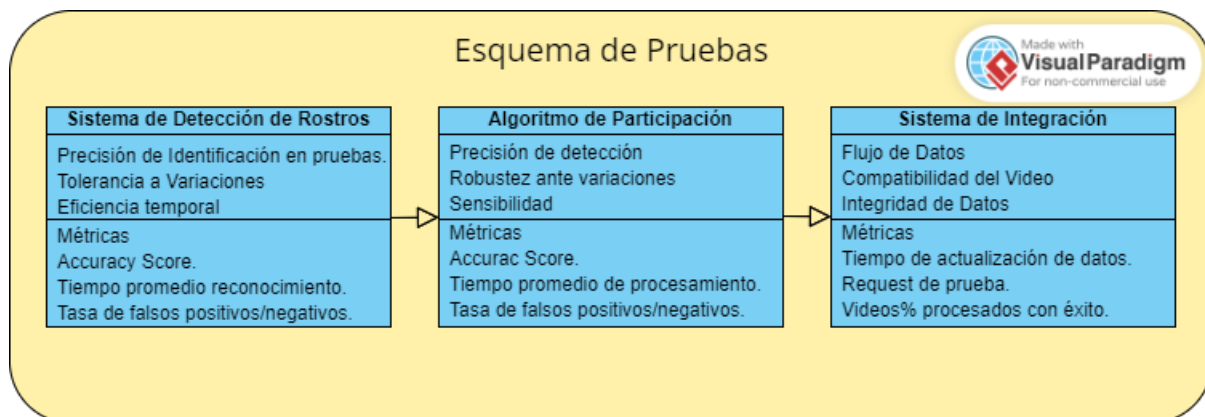 Esquema de Pruebas
Made with
Visual Paradigm
For non-commercial use
Sistema de Detección de Rostros
Precisión de Identificación en pruebas.
Tolerancia a Variaciones
Eficiencia temporal
Métricas
Accuracy Score.
Tiempo promedio reconocimiento.
Tasa de falsos positivos/negativos.
Algoritmo de Participación
Precisión de detección
Robustez ante variaciones
Sensibilidad
Métricas
Accurac Score.
Tiempo promedio de procesamiento.
Tasa de falsos positivos/negativos.
Sistema de Integración
Flujo de Datos
Compatibilidad del Video
Integridad de Datos
Métricas
Tiempo de actualización de datos.
Request de prueba.
Videos% procesados con éxito.